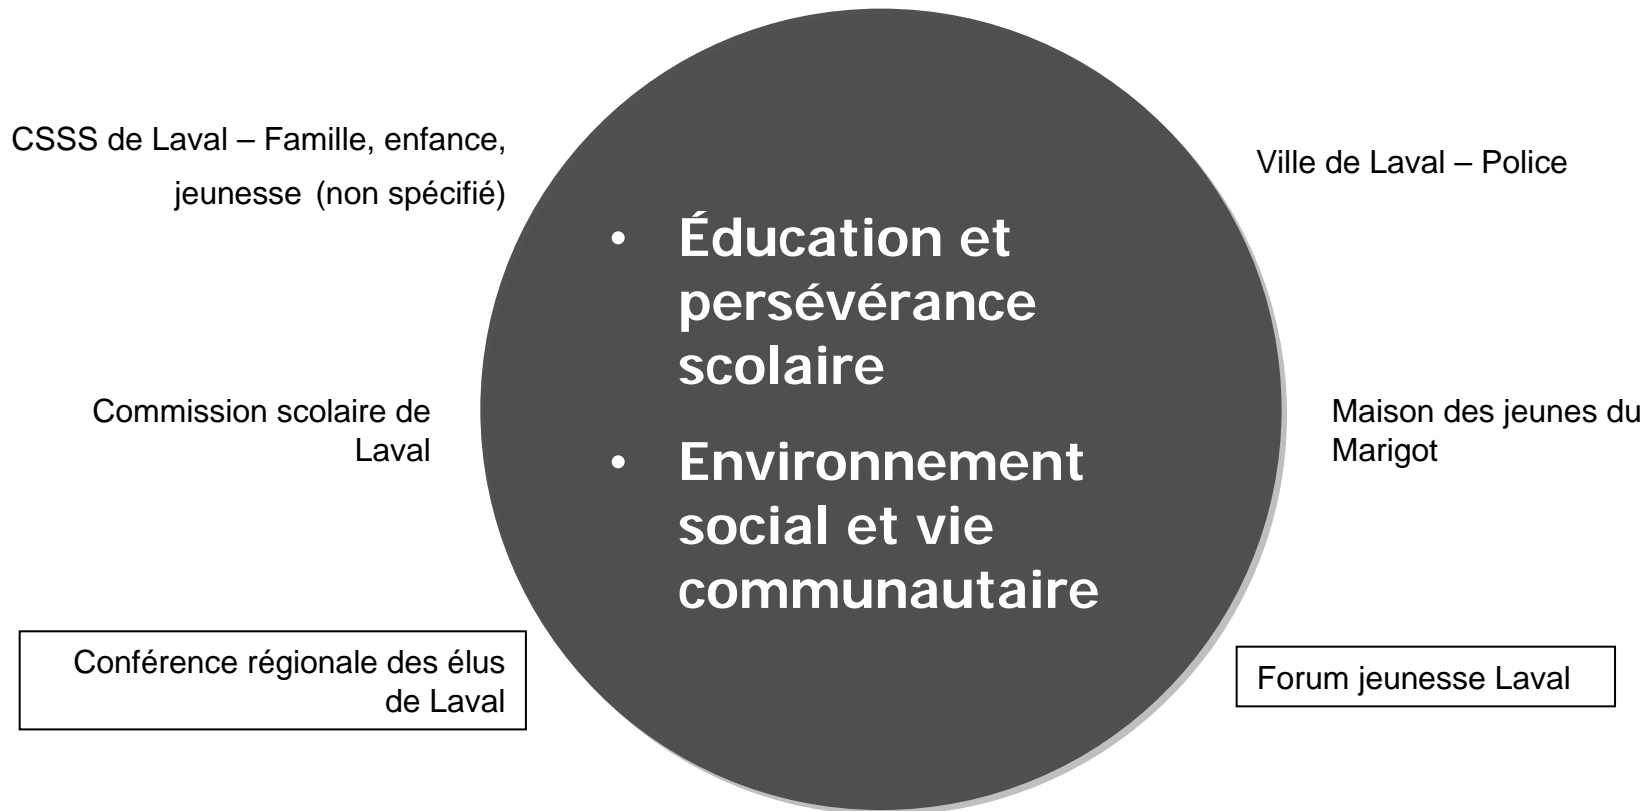 CSSS de Laval – Famille, enfance,
jeunesse (non spécifié)
Commission scolaire de
Laval
Conférence régionale des élus
de Laval
• Éducation et
persévérance
scolaire
• Environnement
social et vie
communautaire
Ville de Laval – Police
Maison des jeunes du
Marigot
Forum jeunesse Laval